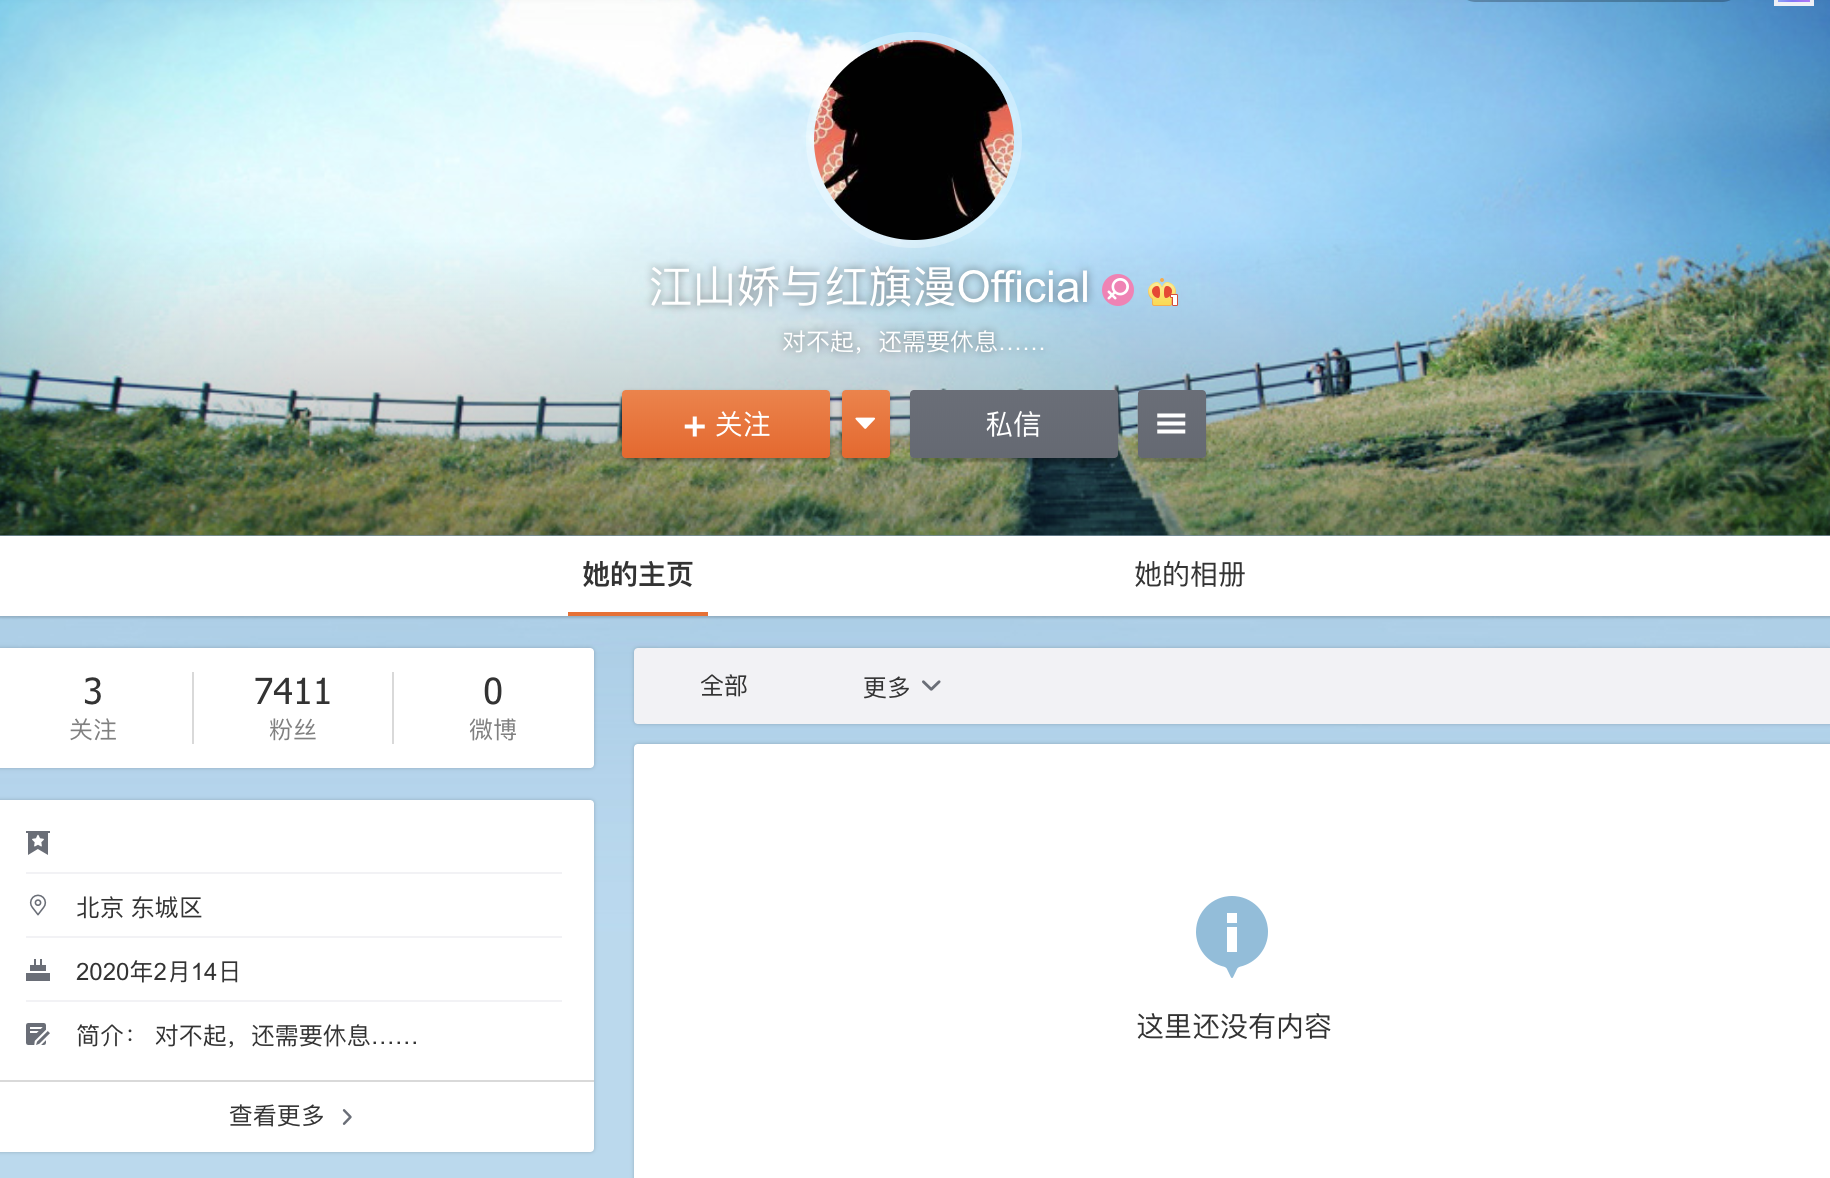 江山娇与红旗漫Official
对不起，还需要休息……
+ 关注
私信
她的主页
她的相册
3
关注
7411
粉丝
0
微博
全部
更多
北京 东城区
2020年2月14日
简介： 对不起，还需要休息……
查看更多
这里还没有内容